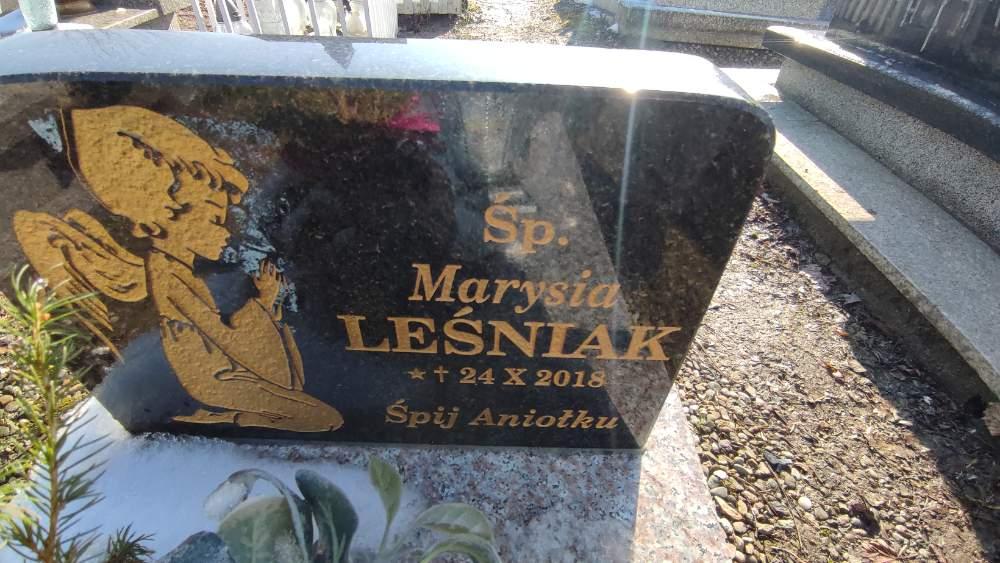 Śp.
Marysia
LEŚNIAK
*† 24 X 2018
Śpij Aniołku